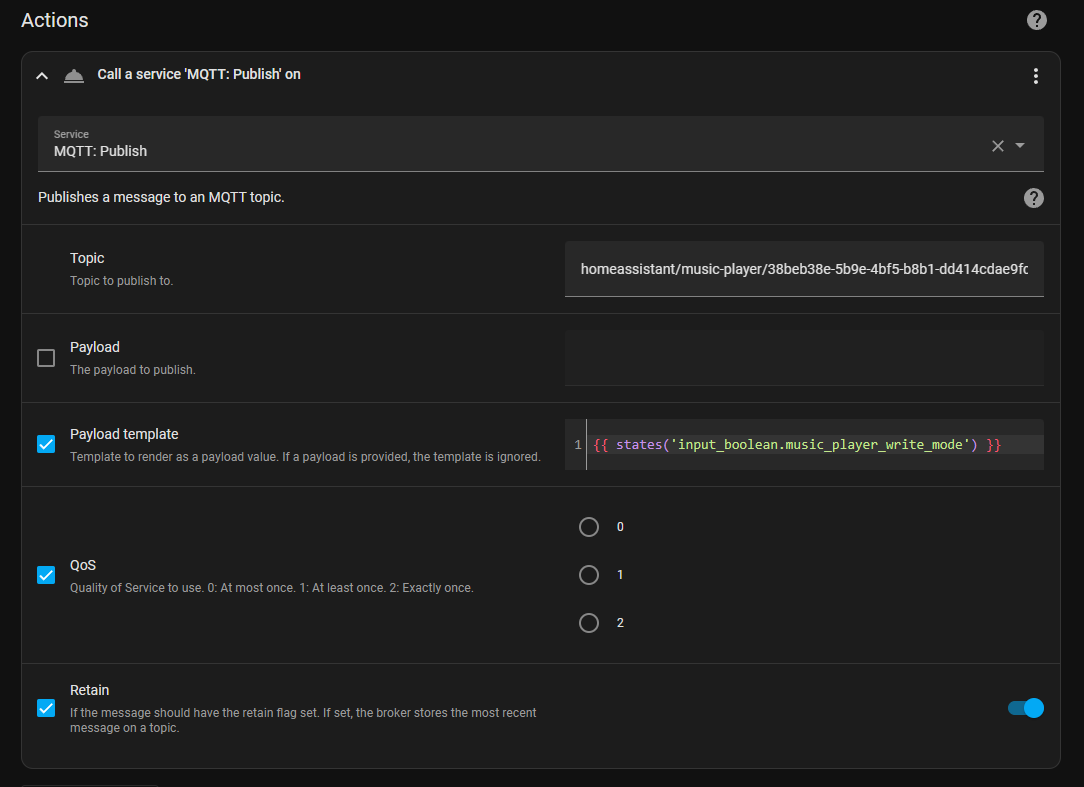 Actions
Call a service 'MQTT: Publish' on
Service
MQTT: Publish
Publishes a message to an MQTT topic.
Topic
Topic to publish to.
homeassistant/music-player/38beb38e-5b9e-4bf5-b8b1-dd414cdae9fc
Payload
The payload to publish.
Payload template
Template to render as a payload value. If a payload is provided, the template is ignored.
1 {{ states('input_boolean.music_player_write_mode') }}
QoS
Quality of Service to use. 0: At most once. 1: At least once. 2: Exactly once.
0
1
2
Retain
If the message should have the retain flag set. If set, the broker stores the most recent
message on a topic.